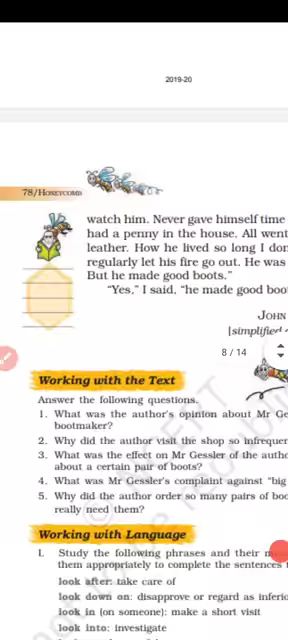 2019-20
78/HONEYCOMB
watch him. Never gave himself time
had a penny in the house. All went
leather. How he lived so long I don
regularly let his fire go out. He was
But he made good boots."
"Yes," I said, "he made good boo
JOHN
[simplified
8 / 14
Working with the Text
Answer the following questions.
1. What was the author's opinion about Mr Ge
bootmaker?
2. Why did the author visit the shop so infrequen
3. What was the effect on Mr Gessler of the autho
about a certain pair of boots?
4. What was Mr Gessler's complaint against "big
5. Why did the author order so many pairs of boo
really need them?
Working with Language
I. Study the following phrases and their
them appropriately to complete the sentences
look after: take care of
look down on: disapprove or regard as inferio
look in (on someone): make a short visit
look into: investigate